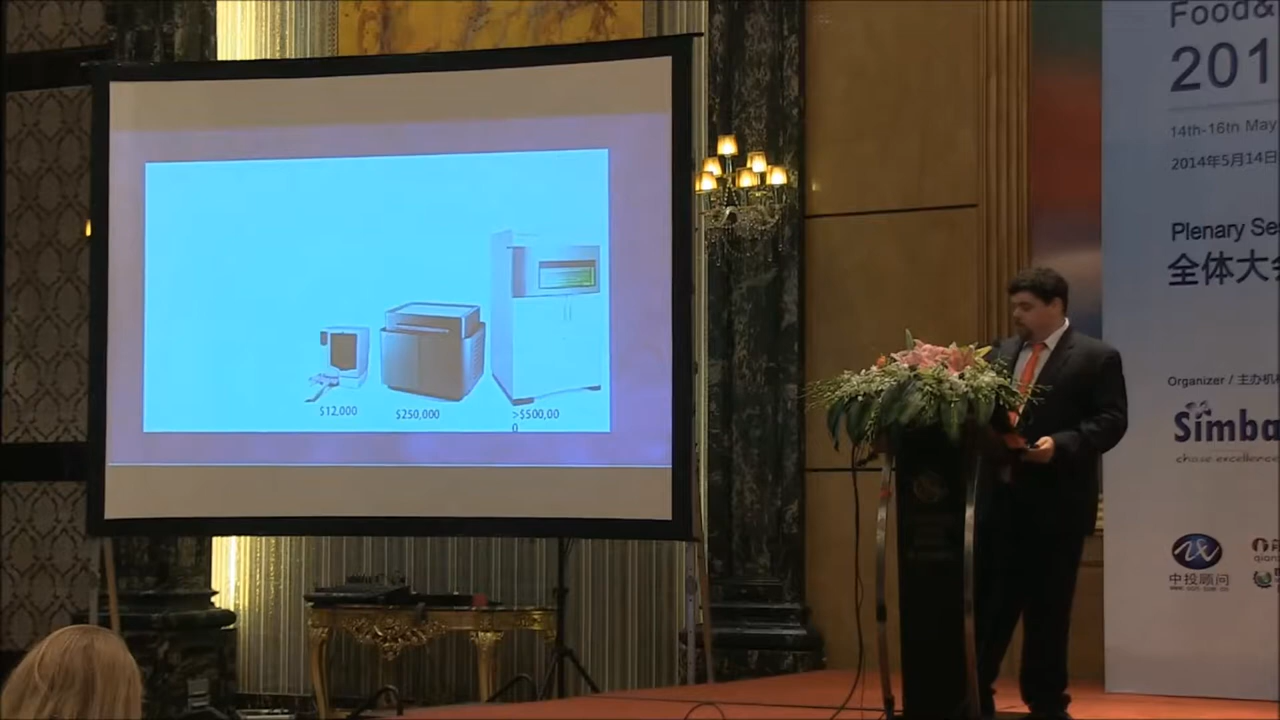 $12,000
$250,000
>$500,00
0
Food&
201
14th-16th May
2014年5月14日
Plenary Se
全体大会
Organizer / 主办机
Simba
chase excellence
中投顾问